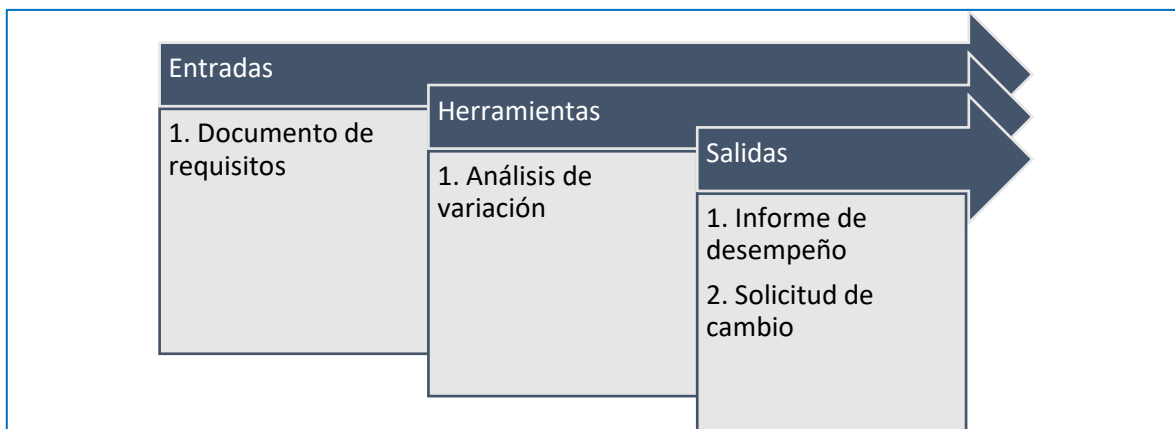 Entradas
1. Documento de
requisitos
Herramientas
1. Análisis de
variación
Salidas
1. Informe de
desempeño
2. Solicitud de
cambio